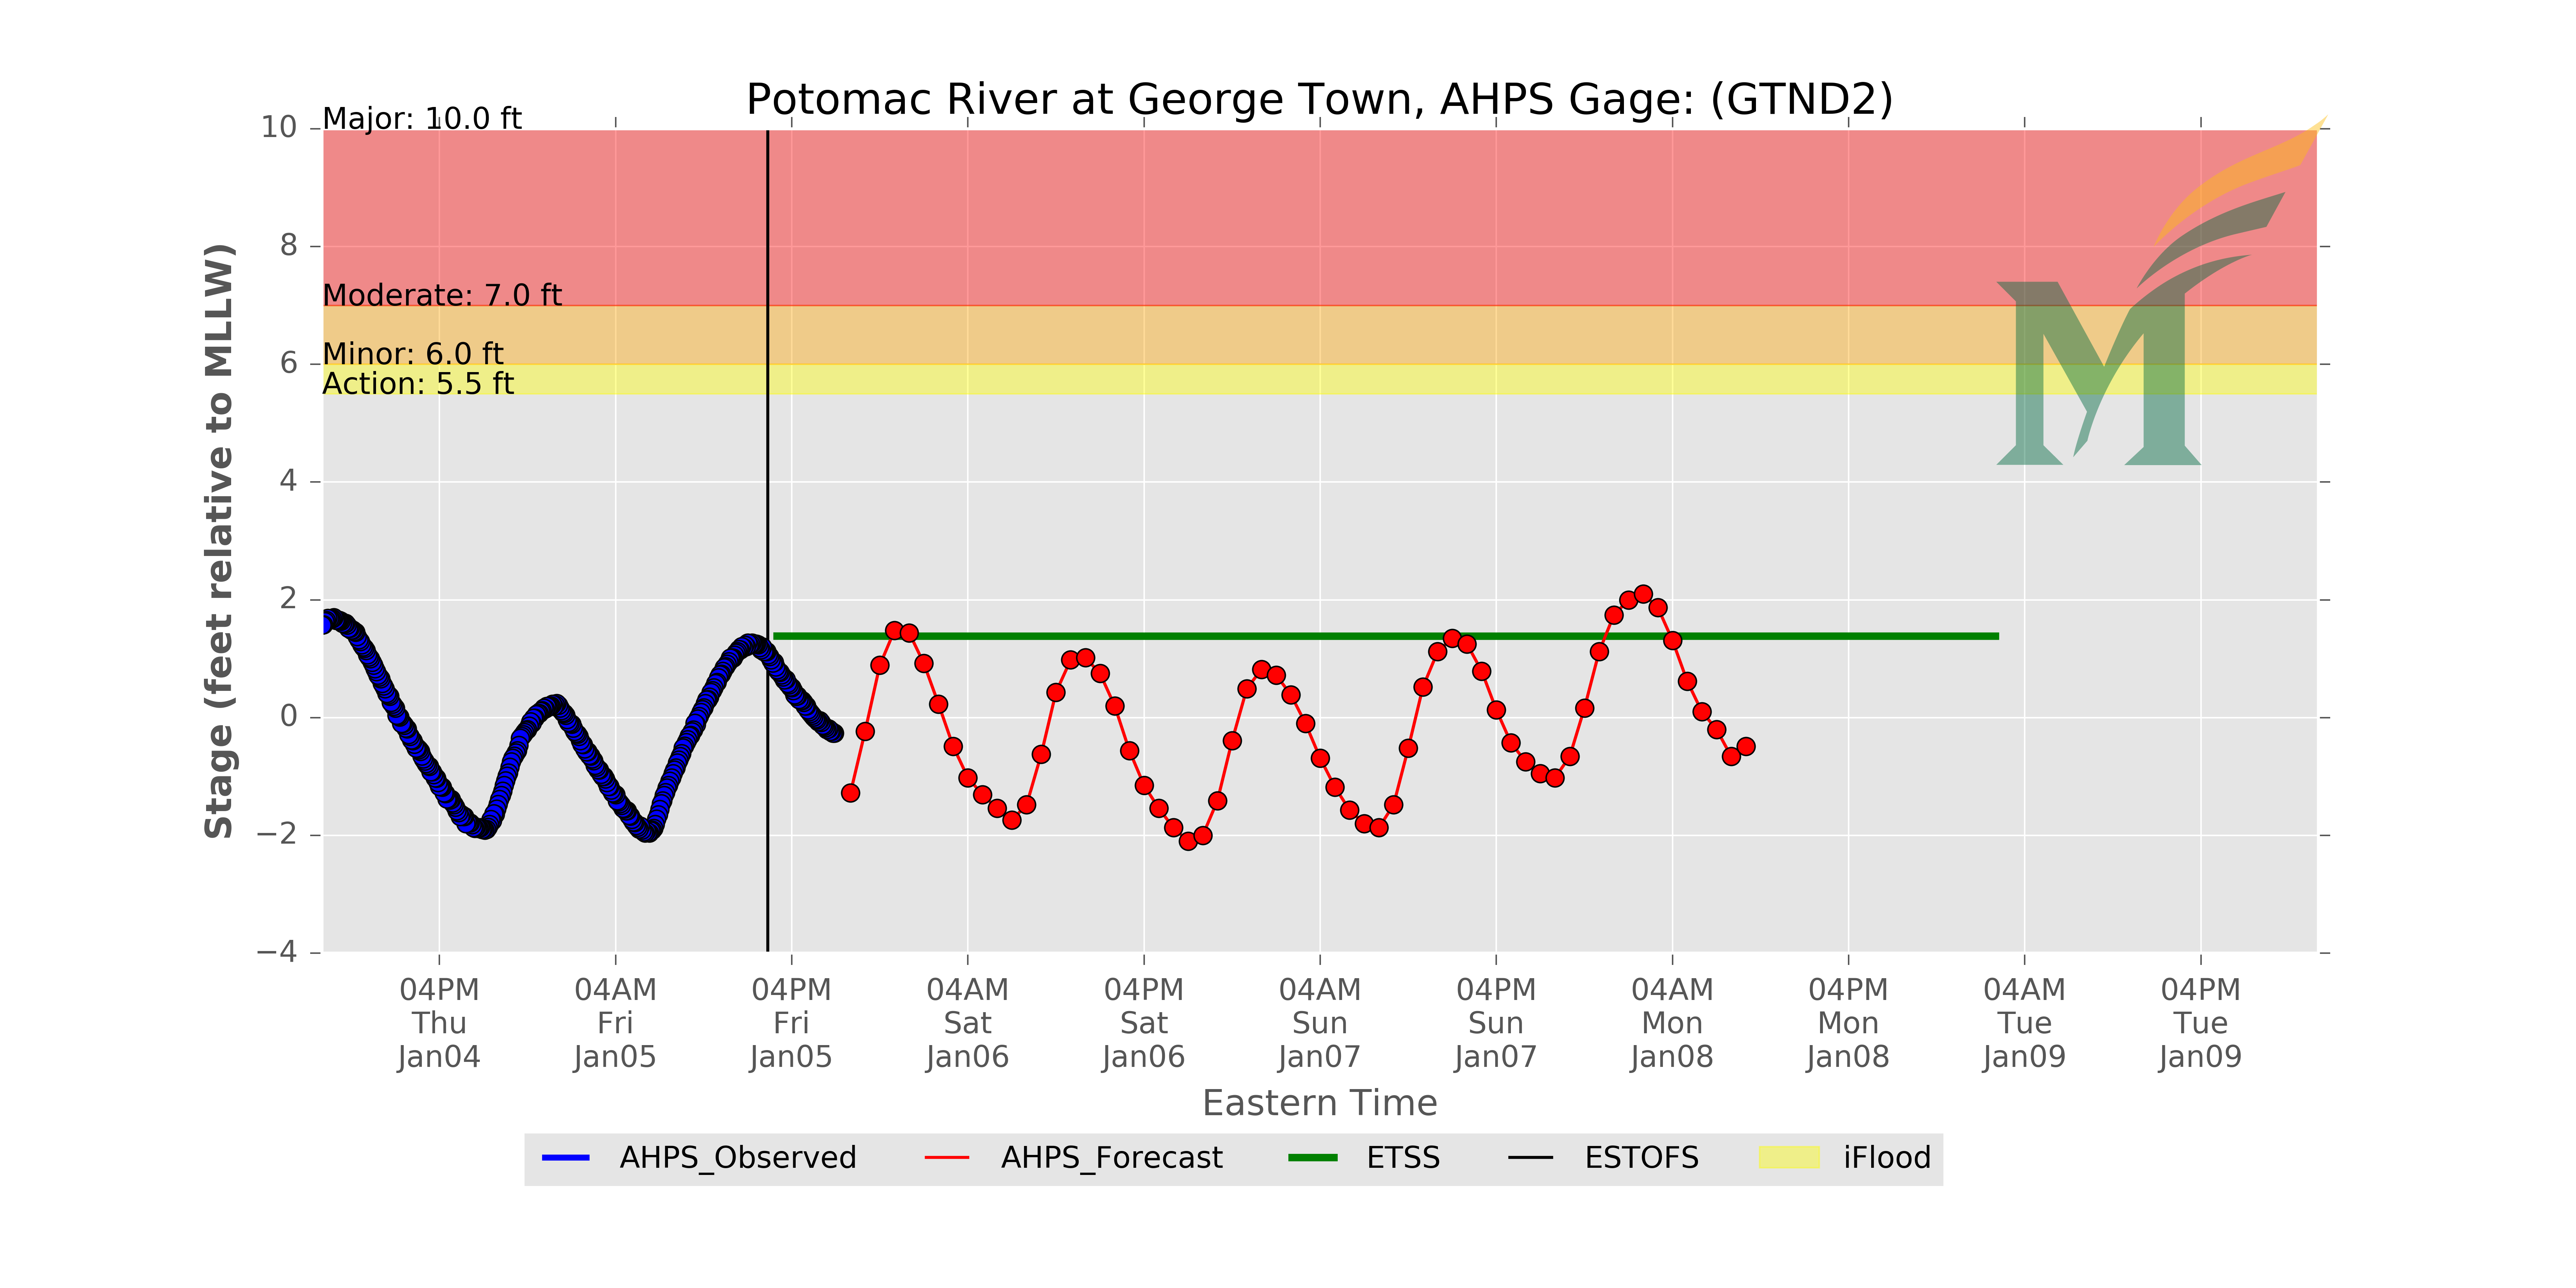 Potomac River at George Town, AHPS Gage: (GTND2)
Major: 10.0 ft
Moderate: 7.0 ft
Minor: 6.0 ft
Action: 5.5 ft
10
8
6
4
2
0
−2
−4
Stage (feet relative to MLLW)
04PM 04AM 04PM 04AM 04PM 04AM 04PM 04AM 04PM 04AM 04PM
Thu Fri Fri Sat Sat Sun Sun Mon Mon Tue Tue
Jan04 Jan05 Jan05 Jan06 Jan06 Jan07 Jan07 Jan08 Jan08 Jan09 Jan09
Eastern Time
AHPS_Observed AHPS_Forecast ETSS ESTOFS iFlood
M